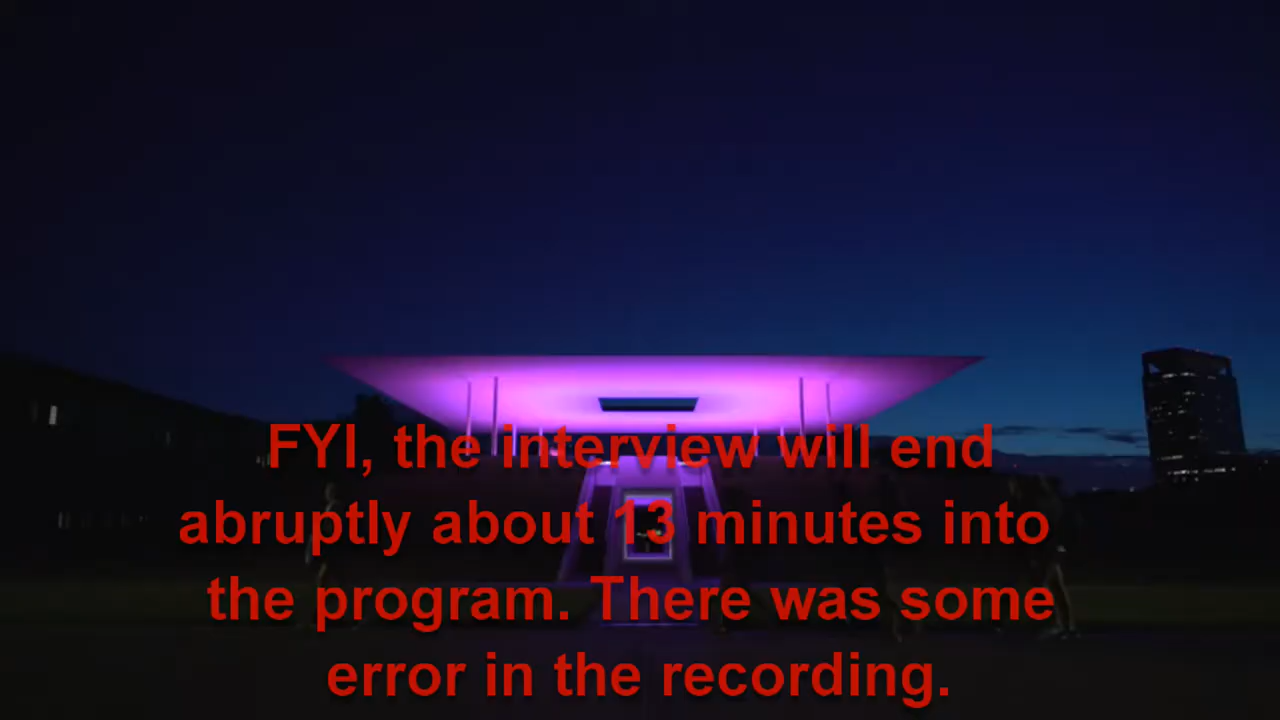 FYI, the interview will end
abruptly about 13 minutes into
the program. There was some
error in the recording.